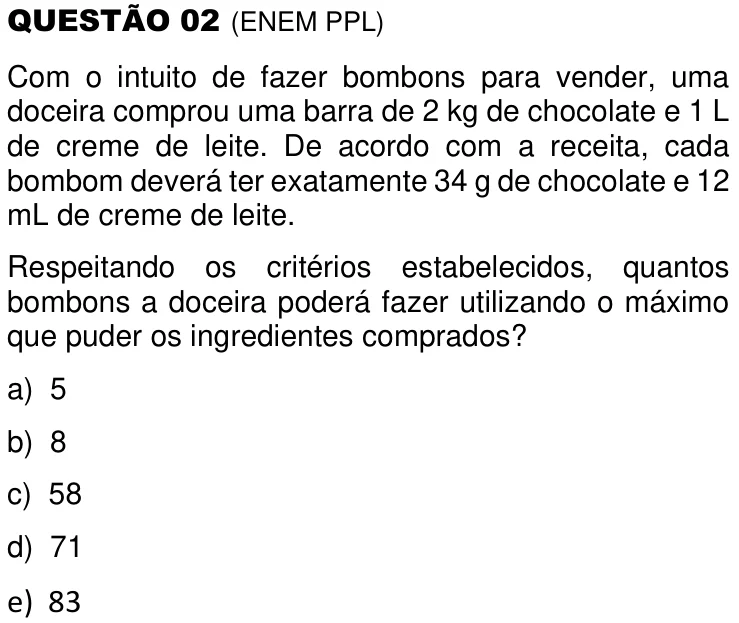 QUESTÃO 02 (ENEM PPL)
Com o intuito de fazer bombons para vender, uma
doceira comprou uma barra de 2 kg de chocolate e 1 L
de creme de leite. De acordo com a receita, cada
bombom deverá ter exatamente 34 g de chocolate e 12
mL de creme de leite.
Respeitando os critérios estabelecidos, quantos
bombons a doceira poderá fazer utilizando o máximo
que puder os ingredientes comprados?
a) 5
b) 8
c) 58
d) 71
e) 83